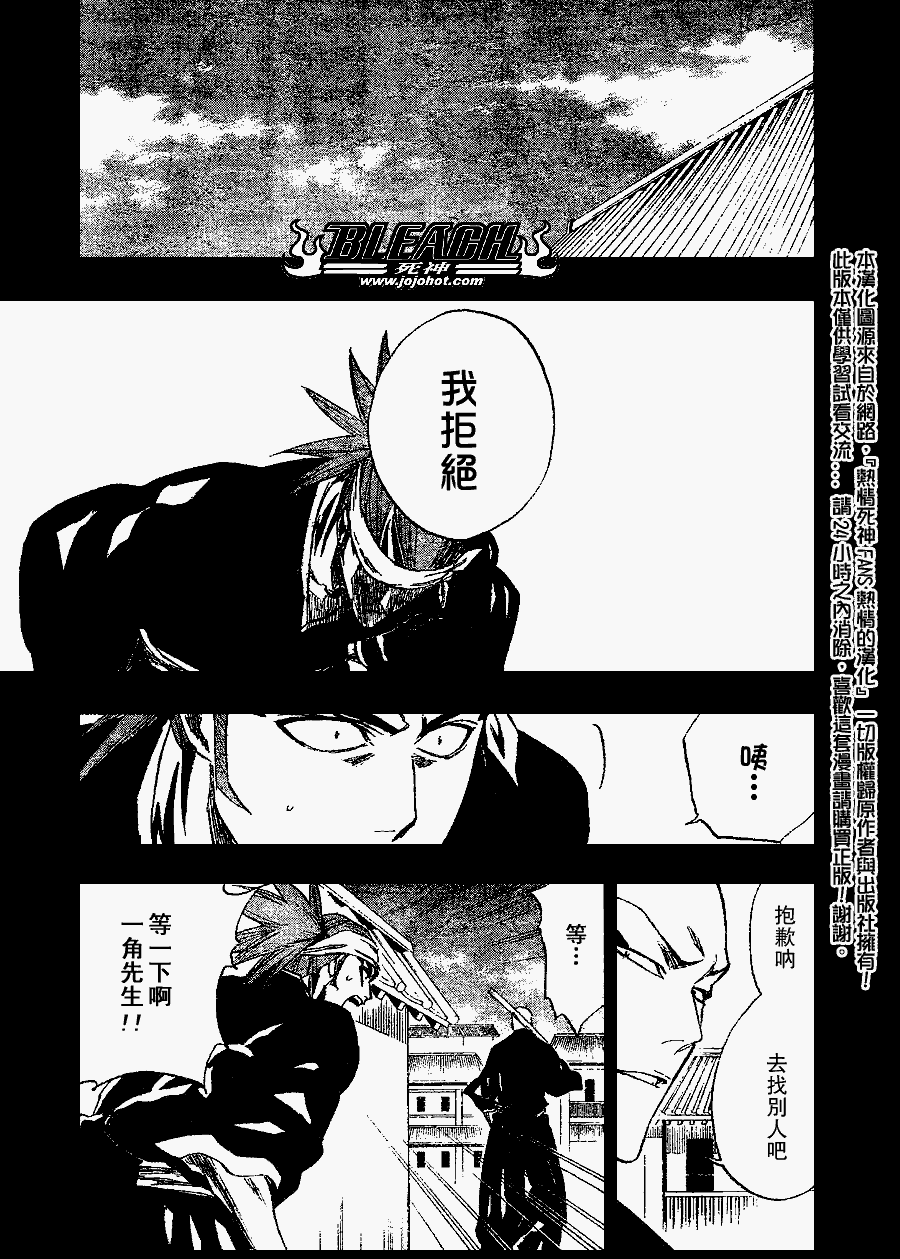 BLEACH
死神
www.jojohot.com
我拒絕
咦…
抱歉吶
去找別人吧
等…
等一下啊
一角先生!!
本漢化圖源來自於網路，『熱情死神FANS熱情的漢化』一切版權歸原作者與出版社擁有！
此版本僅供學習試看交流… 請24小時之內消除，喜歡這套漫畫請購買正版！謝謝。